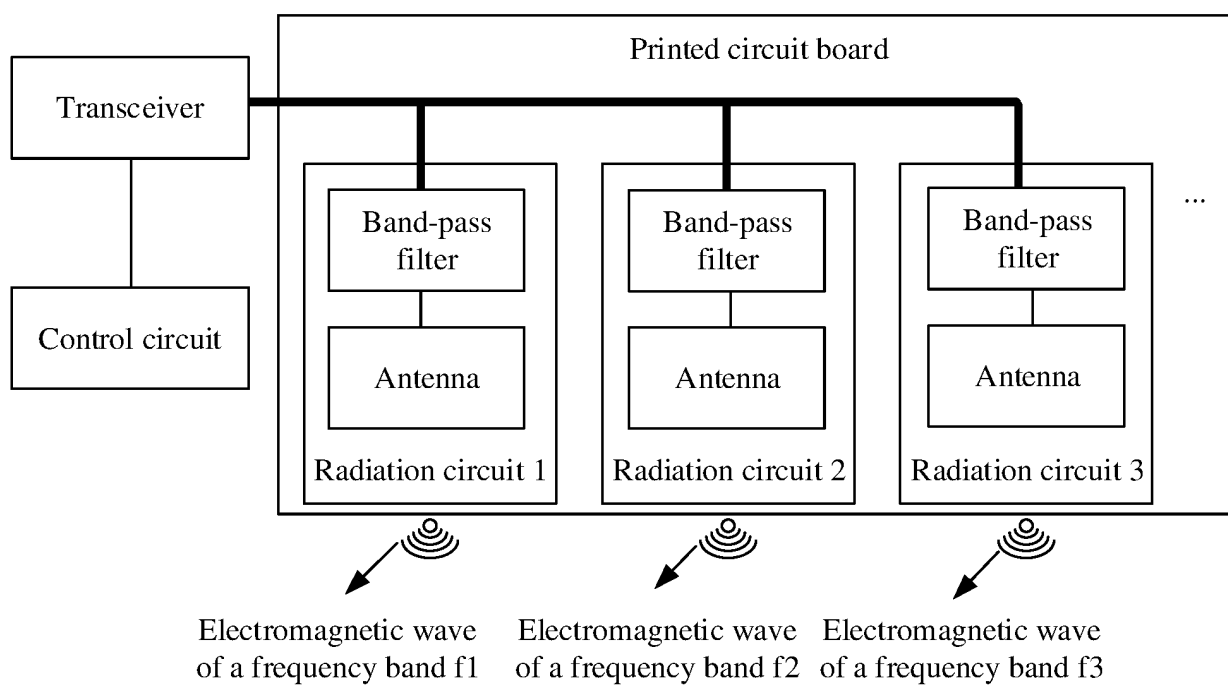 Printed circuit board
Transceiver
Control circuit
Band-pass
filter
Antenna
Radiation circuit 1
Band-pass
filter
Antenna
Radiation circuit 2
Band-pass
filter
Antenna
Radiation circuit 3
...
Electromagnetic wave
of a frequency band f1
Electromagnetic wave
of a frequency band f2
Electromagnetic wave
of a frequency band f3